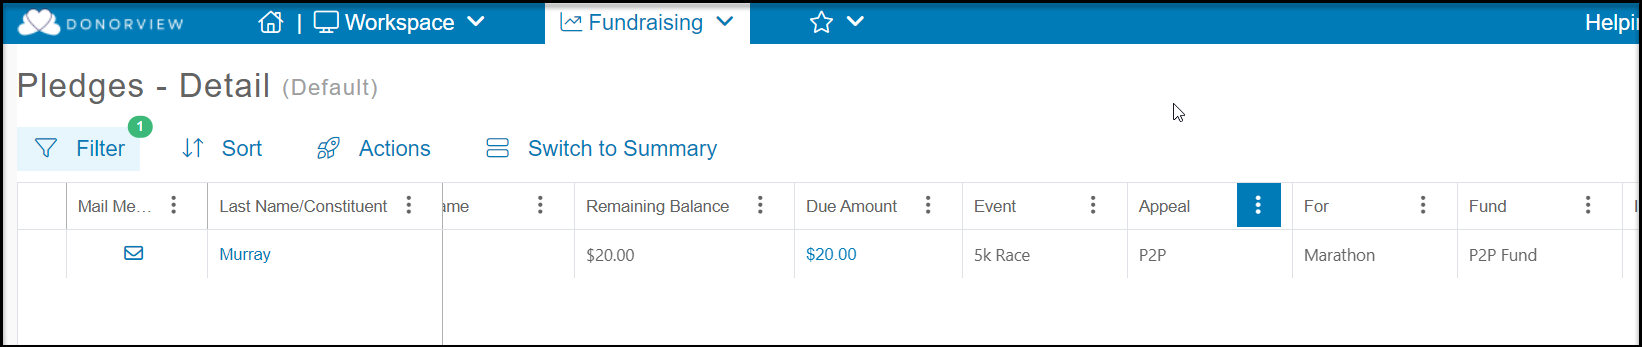 DONORVIEW | Workspace Fundraising
Pledges - Detail (Default)
Filter 1 Sort Actions Switch to Summary
Mail Me... Last Name/Constituent ame Remaining Balance Due Amount Event Appeal For Fund
Murray $20.00 $20.00 5k Race P2P Marathon P2P Fund